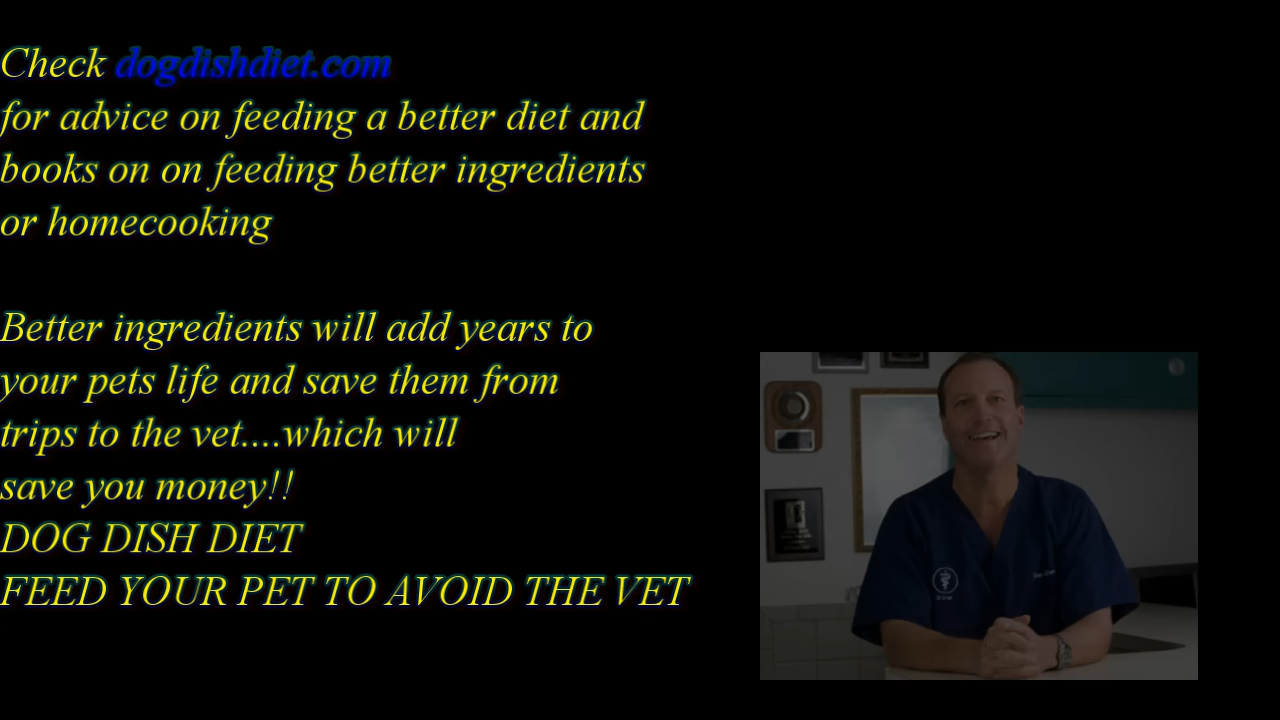 Check dogdishdiet.com
for advice on feeding a better diet and
books on on feeding better ingredients
or homecooking
Better ingredients will add years to
your pets life and save them from
trips to the vet....which will
save you money!!
DOG DISH DIET
FEED YOUR PET TO AVOID THE VET